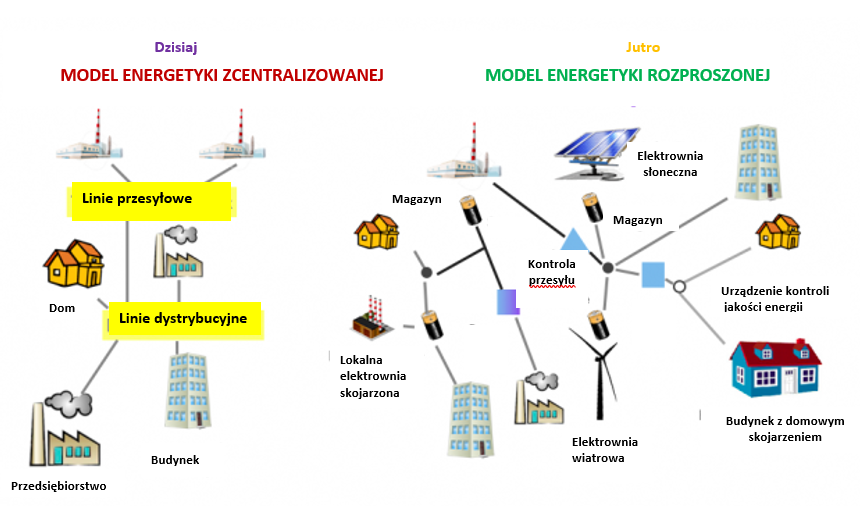 Dzisiaj
MODEL ENERGETYKI ZCENTRALIZOWANEJ
Linie przesyłowe
Dom
Linie dystrybucyjne
Budynek
Przedsiębiorstwo
Jutro
MODEL ENERGETYKI ROZPROSZONEJ
Elektrownia
słoneczna
Magazyn
Magazyn
Kontrola
przesyłu
Urządzenie kontroli
jakości energii
Lokalna
elektrownia
skojarzona
Elektrownia
wiatrowa
Budynek z domowym
skojarzeniem